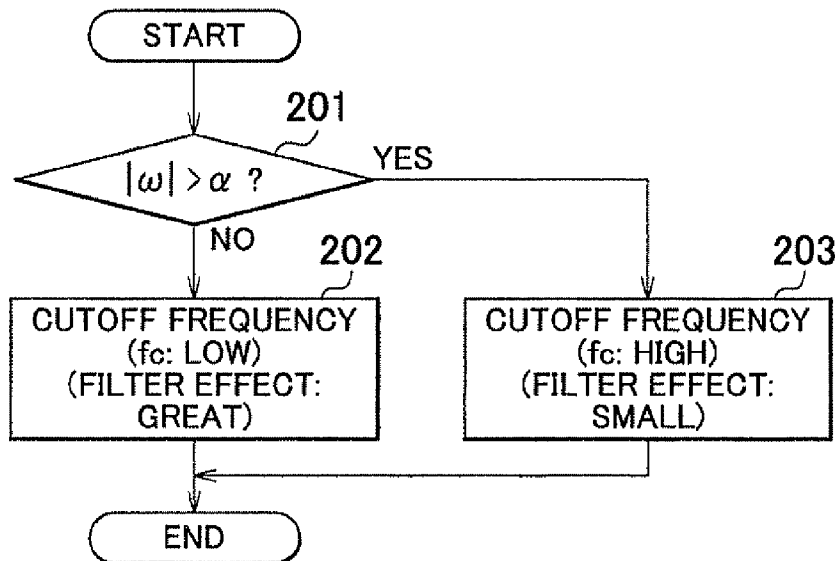 START
201
|ω| > α ?
YES
NO
202
CUTOFF FREQUENCY
(fc: LOW)
(FILTER EFFECT:
GREAT)
203
CUTOFF FREQUENCY
(fc: HIGH)
(FILTER EFFECT:
SMALL)
END